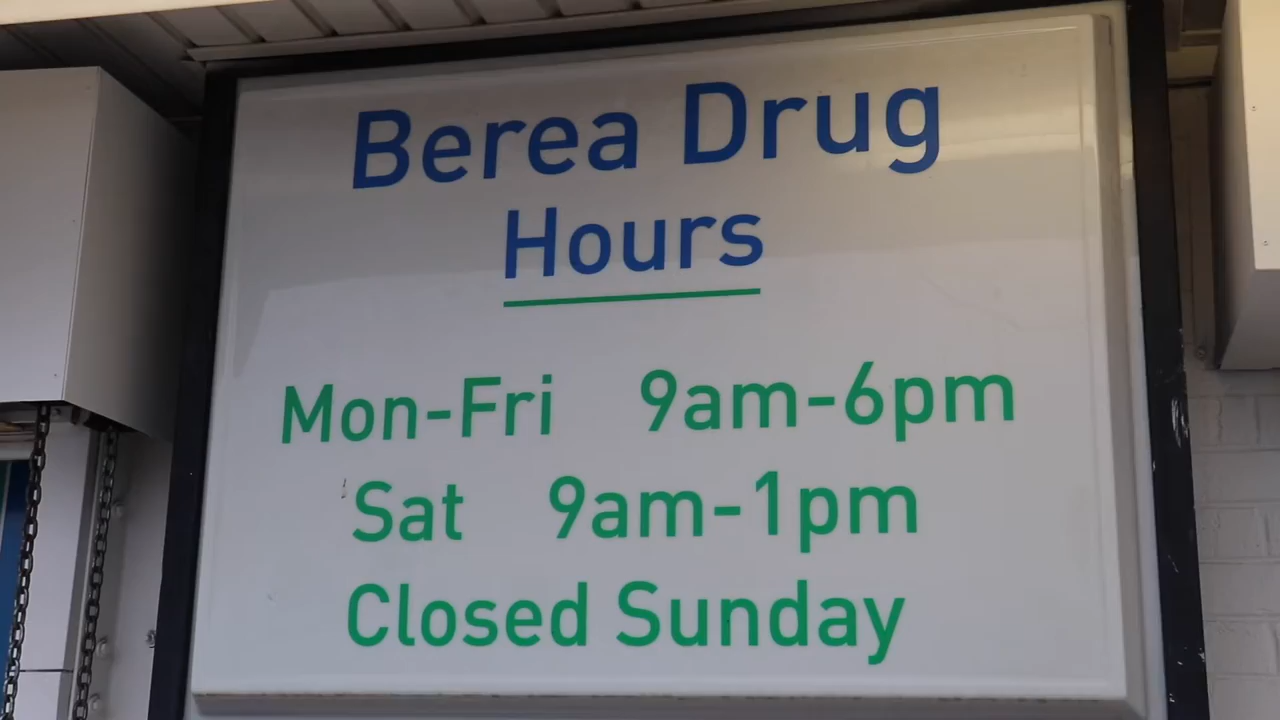 Berea Drug
Hours
Mon-Fri 9am-6pm
Sat 9am-1pm
Closed Sunday